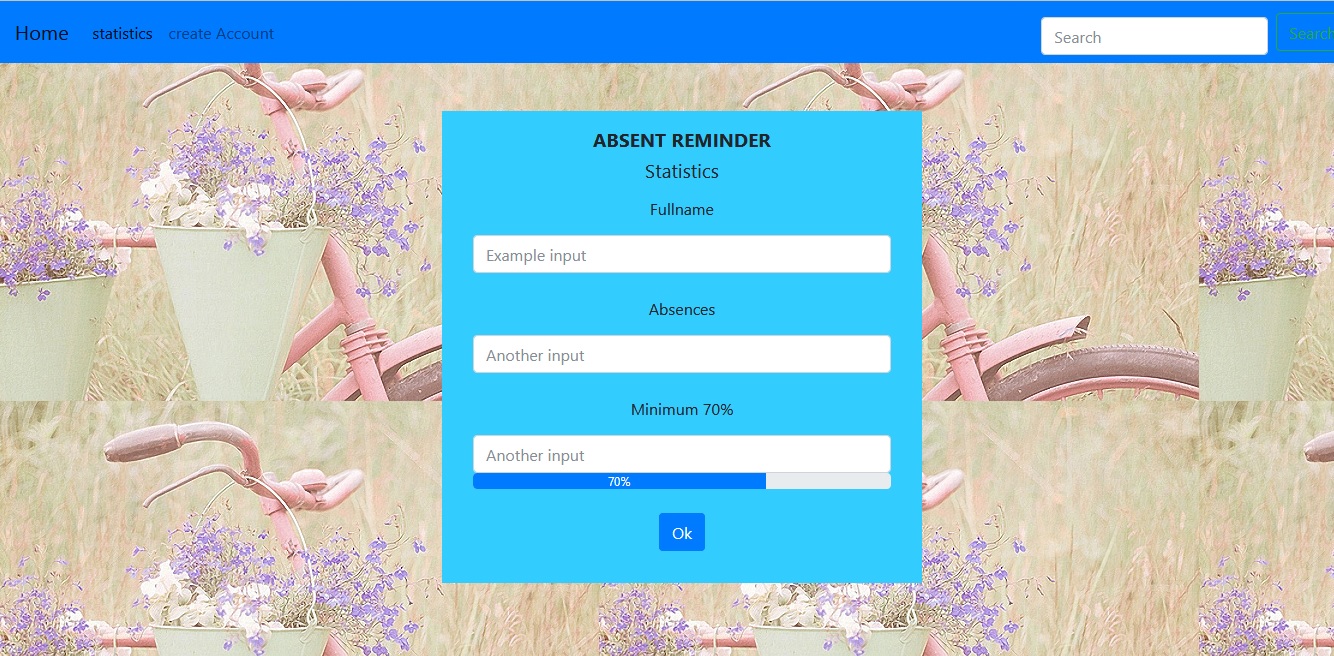 Home statistics create Account Search Search
ABSENT REMINDER
Statistics
Fullname
Example input
Absences
Another input
Minimum 70%
Another input
70%
Ok